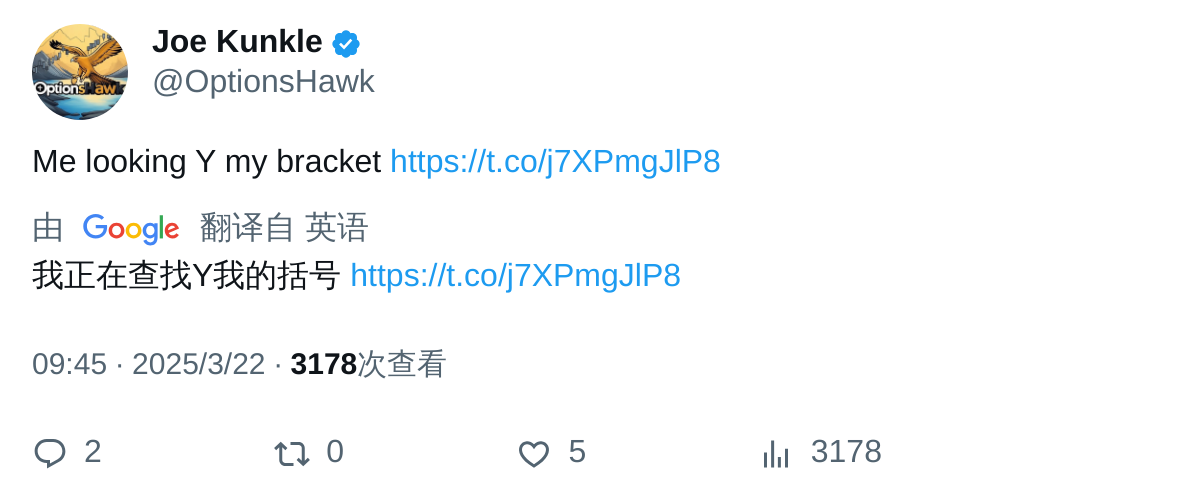 Joe Kunkle
@OptionsHawk
OptionsHawk
Me looking Y my bracket https://t.co/j7XPmgJlP8
由 Google 翻译自 英语
我正在查找Y我的括号 https://t.co/j7XPmgJlP8
09:45 · 2025/3/22 · 3178次查看
2 0 5 3178